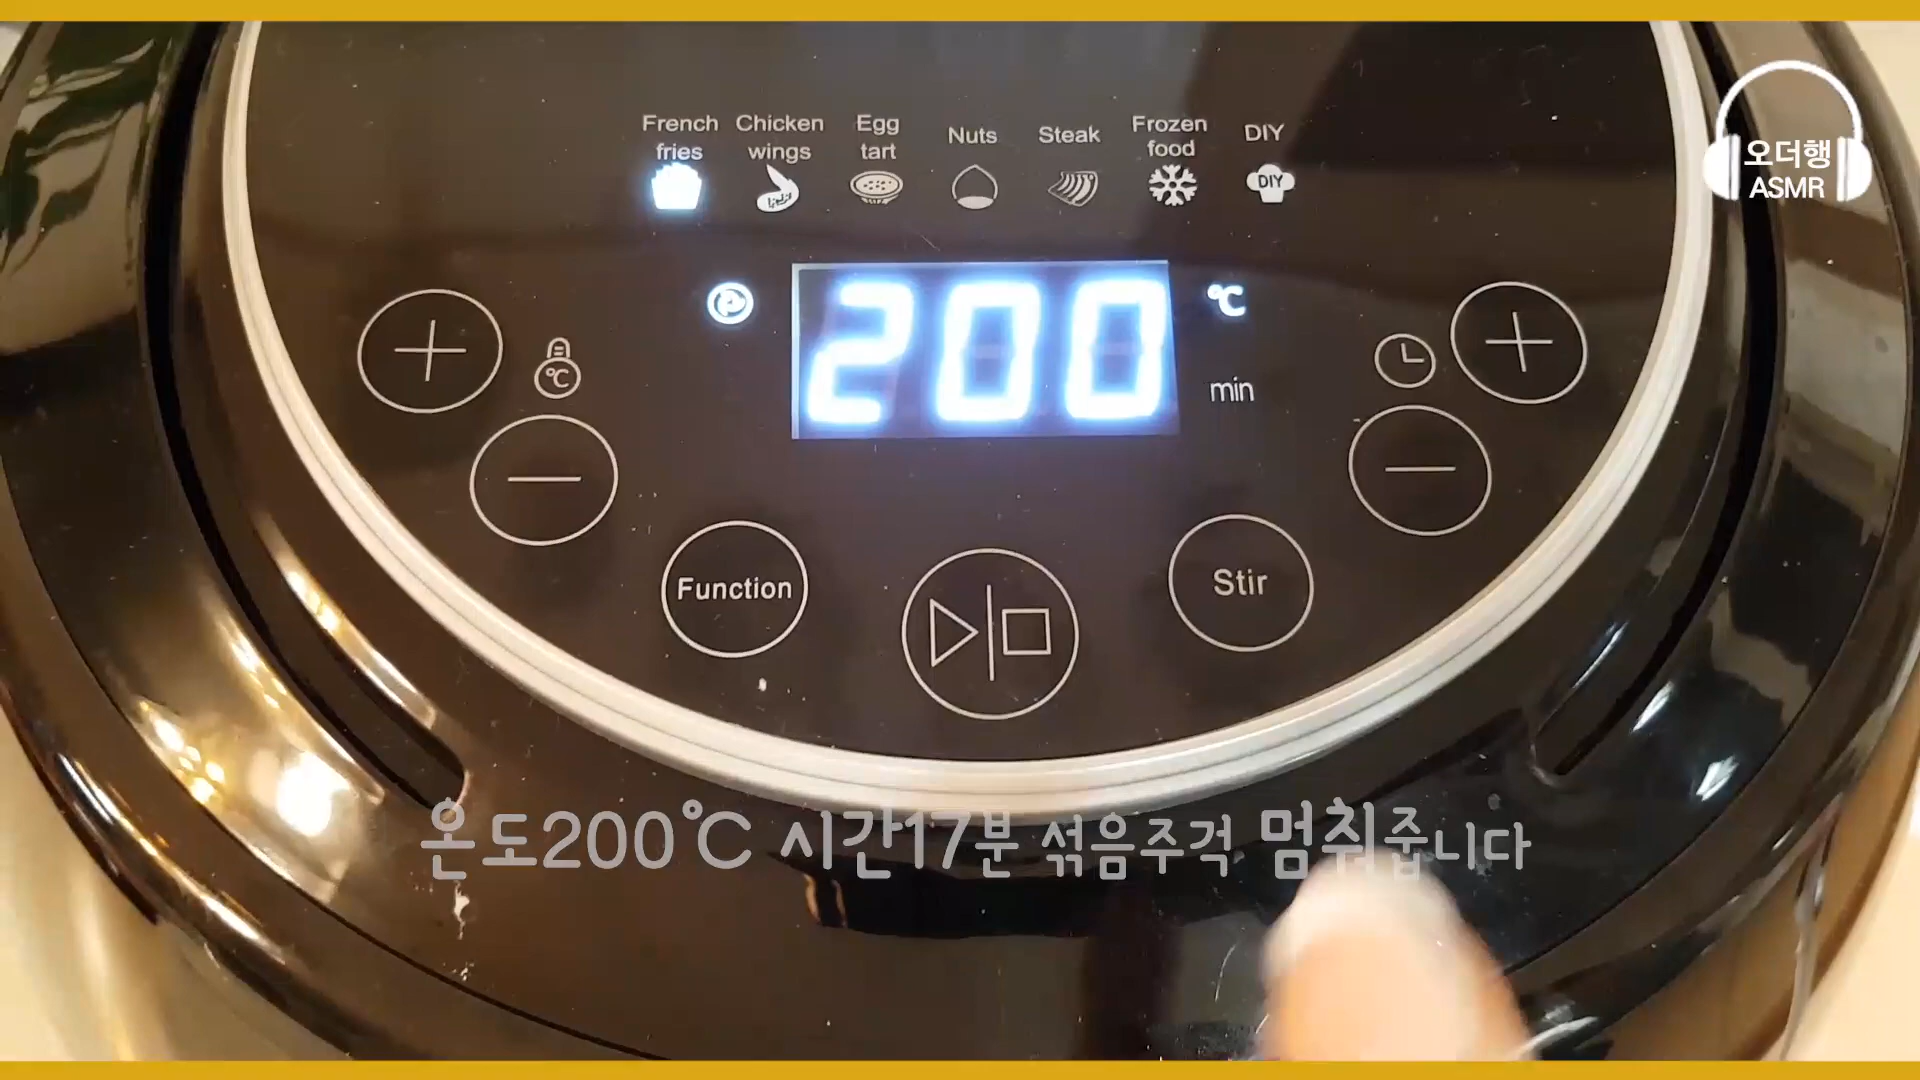 French fries
Chicken wings
Egg tart
Nuts
Steak
Frozen food
DIY
DIY
오더행
ASMR
200
℃
min
℃
Function
Stir
온도200℃ 시간17분 섞음주걱 멈춰줍니다